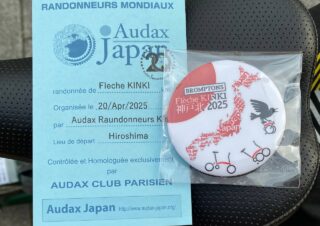 RANDONNEURS MONDIAUX
Audax
Japan
randonnée de Fleche KINKI
Organisée le 20/Apr/2025
par Audax Raundonneurs K
Lieu de départ Hiroshima
Contrôlée et Homologuée exclusivement
par
AUDAX CLUB PARISIEN
Audax Japan http://www.audax-japan.org/
BROMPTONS
Flèche KINKI
2025
Japan